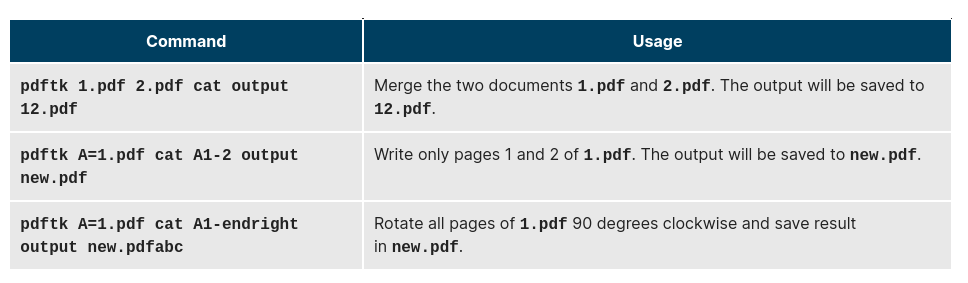 Command
Usage
pdftk 1.pdf 2.pdf cat output
12.pdf
Merge the two documents 1.pdf and 2.pdf. The output will be saved to
12.pdf.
pdftk A=1.pdf cat A1-2 output
new.pdf
Write only pages 1 and 2 of 1.pdf. The output will be saved to new.pdf.
pdftk A=1.pdf cat A1-endright
output new.pdfabc
Rotate all pages of 1.pdf 90 degrees clockwise and save result
in new.pdf.